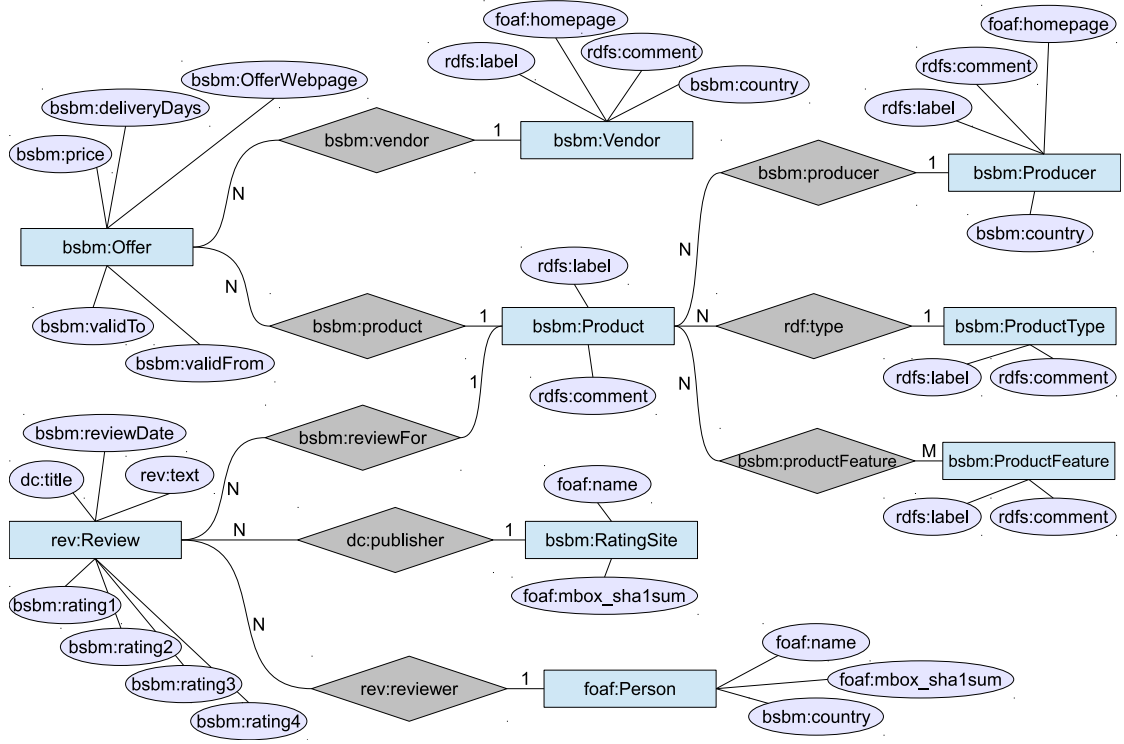 foaf:homepage
foaf:homepage
rdfs:label
rdfs:comment
rdfs:comment
bsbm:OfferWebpage
bsbm:country
bsbm:deliveryDays
rdfs:label
bsbm:vendor
1
bsbm:Vendor
bsbm:price
bsbm:producer
1
bsbm:Producer
N
bsbm:country
bsbm:Offer
N
rdfs:label
N
bsbm:validTo
bsbm:product
1
bsbm:Product
N
rdf:type
1
bsbm:ProductType
bsbm:validFrom
rdfs:label
rdfs:comment
1
N
rdfs:comment
bsbm:reviewDate
bsbm:reviewFor
bsbm:productFeature
M
bsbm:ProductFeature
dc:title
rev:text
N
foaf:name
rdfs:label
rdfs:comment
rev:Review
N
dc:publisher
1
bsbm:RatingSite
foaf:mbox_sha1sum
bsbm:rating1
N
bsbm:rating2
foaf:name
bsbm:rating3
rev:reviewer
1
foaf:Person
foaf:mbox_sha1sum
bsbm:rating4
bsbm:country